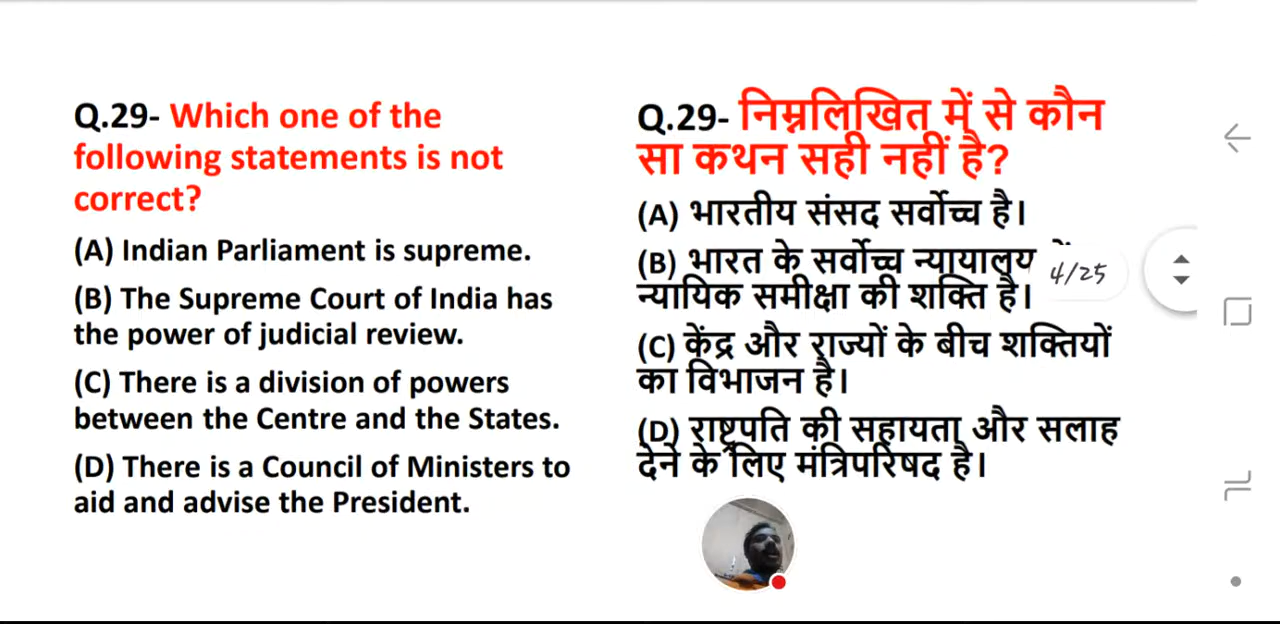 Q.29- Which one of the
following statements is not
correct?
(A) Indian Parliament is supreme.
(B) The Supreme Court of India has
the power of judicial review.
(C) There is a division of powers
between the Centre and the States.
(D) There is a Council of Ministers to
aid and advise the President.
Q.29- निम्नलिखित में से कौन
सा कथन सही नहीं है?
(A) भारतीय संसद सर्वोच्च है।
(B) भारत के सर्वोच्च न्यायालय
न्यायिक समीक्षा की शक्ति है।
(C) केंद्र और राज्यों के बीच शक्तियों
का विभाजन है।
(D) राष्ट्रपति की सहायता और सलाह
देने के लिए मंत्रिपरिषद है।
4/25